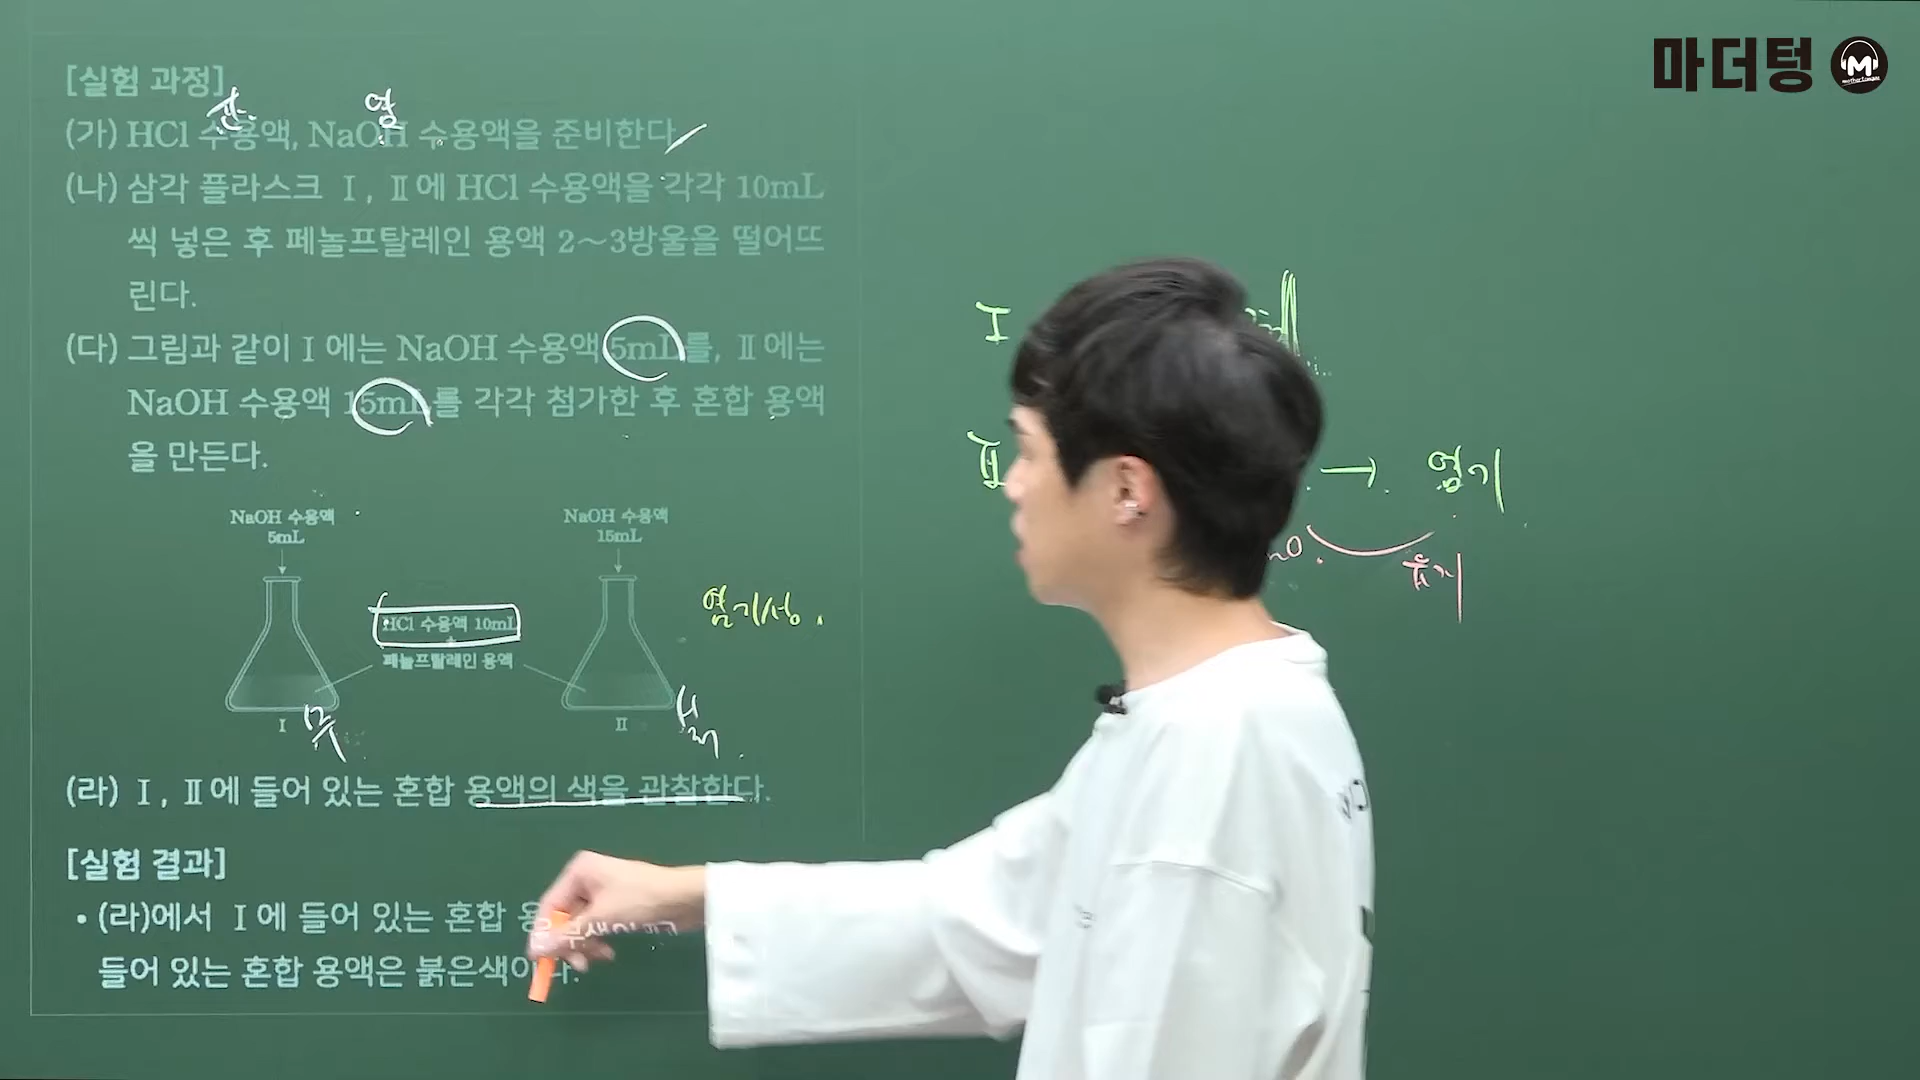 마더텅
M
[실험 과정]
산 염
(가) HCl 수용액, NaOH 수용액을 준비한다.
(나) 삼각 플라스크 Ⅰ, Ⅱ에 HCl 수용액을 각각 10mL
씩 넣은 후 페놀프탈레인 용액 2~3방울을 떨어뜨
린다.
(다) 그림과 같이 Ⅰ에는 NaOH 수용액 5mL를, Ⅱ에는
NaOH 수용액 15mL를 각각 첨가한 후 혼합 용액
을 만든다.
NaOH 수용액
5mL
NaOH 수용액
15mL
HCl 수용액 10mL
+
페놀프탈레인 용액
염기성.
Ⅰ
무
Ⅱ
붉
(라) Ⅰ, Ⅱ에 들어 있는 혼합 용액의 색을 관찰한다.
[실험 결과]
• (라)에서 Ⅰ에 들어 있는 혼합
들어 있는 혼합 용액은 붉은색이다.
Ⅰ
Ⅱ → 염기